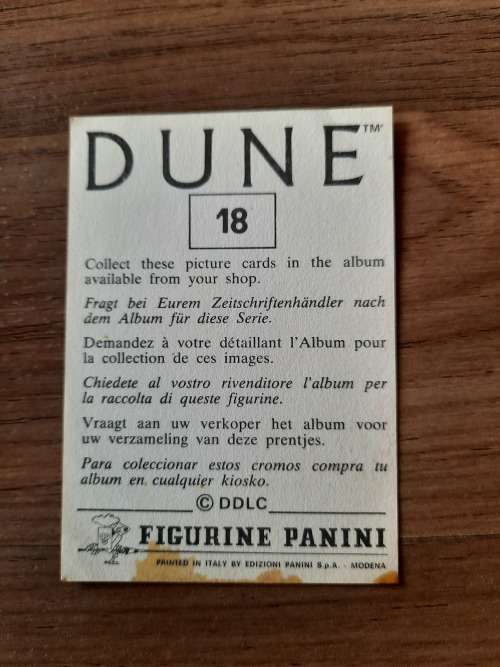 DUNE™
18
Collect these picture cards in the album
available from your shop.
Fragt bei Eurem Zeitschriftenhändler nach
dem Album für diese Serie.
Demandez à votre détaillant l'Album pour
la collection de ces images.
Chiedete al vostro rivenditore l'album per
la raccolta di queste figurine.
Vraagt aan uw verkoper het album voor
uw verzameling van deze prentjes.
Para coleccionar estos cromos compra tu
album en cualquier kiosko.
© DDLC
FIGURINE PANINI
PRINTED IN ITALY BY EDIZIONI PANINI S.p.A. - MODENA